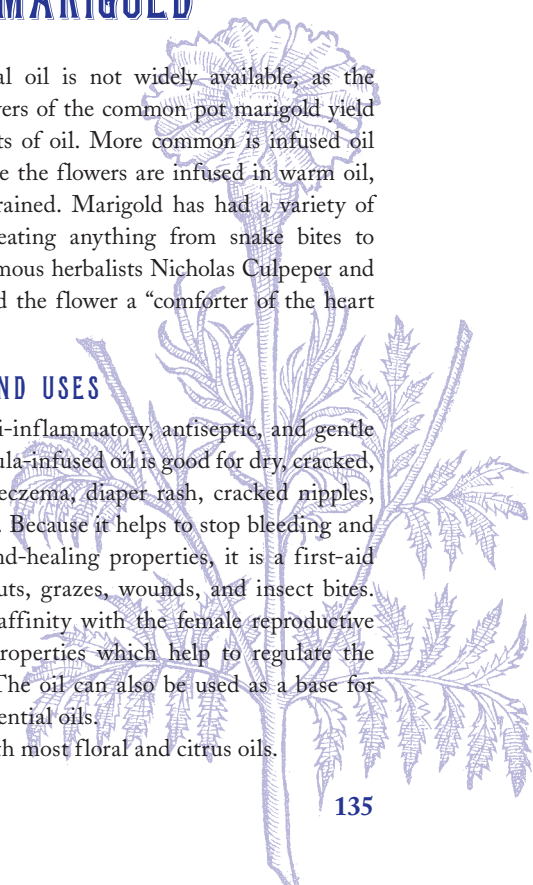 MARIGOLD
al oil is not widely available, as the
vers of the common pot marigold yield
ts of oil. More common is infused oil
e the flowers are infused in warm oil,
rained. Marigold has had a variety of
eating anything from snake bites to
mous herbalists Nicholas Culpeper and
d the flower a “comforter of the heart
ND USES
i-inflammatory, antiseptic, and gentle
ula-infused oil is good for dry, cracked,
eczema, diaper rash, cracked nipples,
. Because it helps to stop bleeding and
nd-healing properties, it is a first-aid
uts, grazes, wounds, and insect bites.
affinity with the female reproductive
roperties which help to regulate the
The oil can also be used as a base for
ential oils.
th most floral and citrus oils.
135